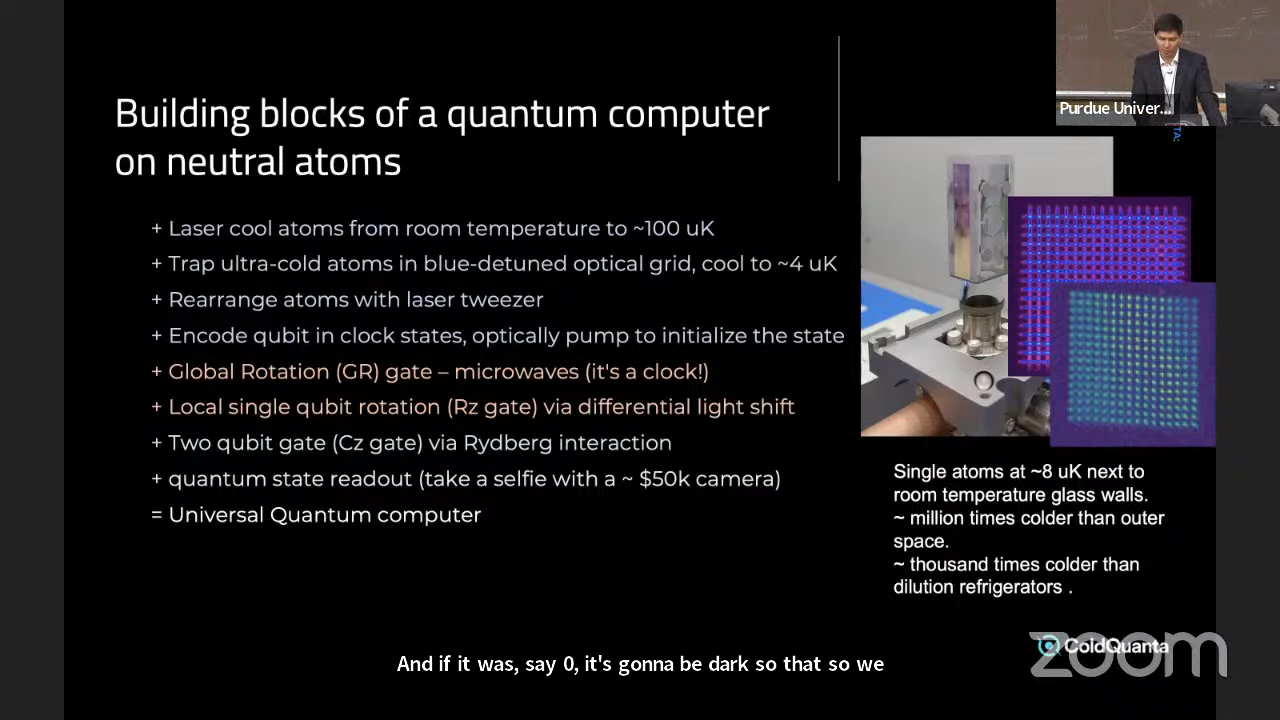 Purdue Univer...
TA:
Building blocks of a quantum computer
on neutral atoms
+ Laser cool atoms from room temperature to ~100 uK
+ Trap ultra-cold atoms in blue-detuned optical grid, cool to ~4 uK
+ Rearrange atoms with laser tweezer
+ Encode qubit in clock states, optically pump to initialize the state
+ Global Rotation (GR) gate – microwaves (it's a clock!)
+ Local single qubit rotation (Rz gate) via differential light shift
+ Two qubit gate (Cz gate) via Rydberg interaction
+ quantum state readout (take a selfie with a ~ $50k camera)
= Universal Quantum computer
Single atoms at ~8 uK next to
room temperature glass walls.
~ million times colder than outer
space.
~ thousand times colder than
dilution refrigerators .
ColdQuanta
zoom
And if it was, say 0, it's gonna be dark so that so we